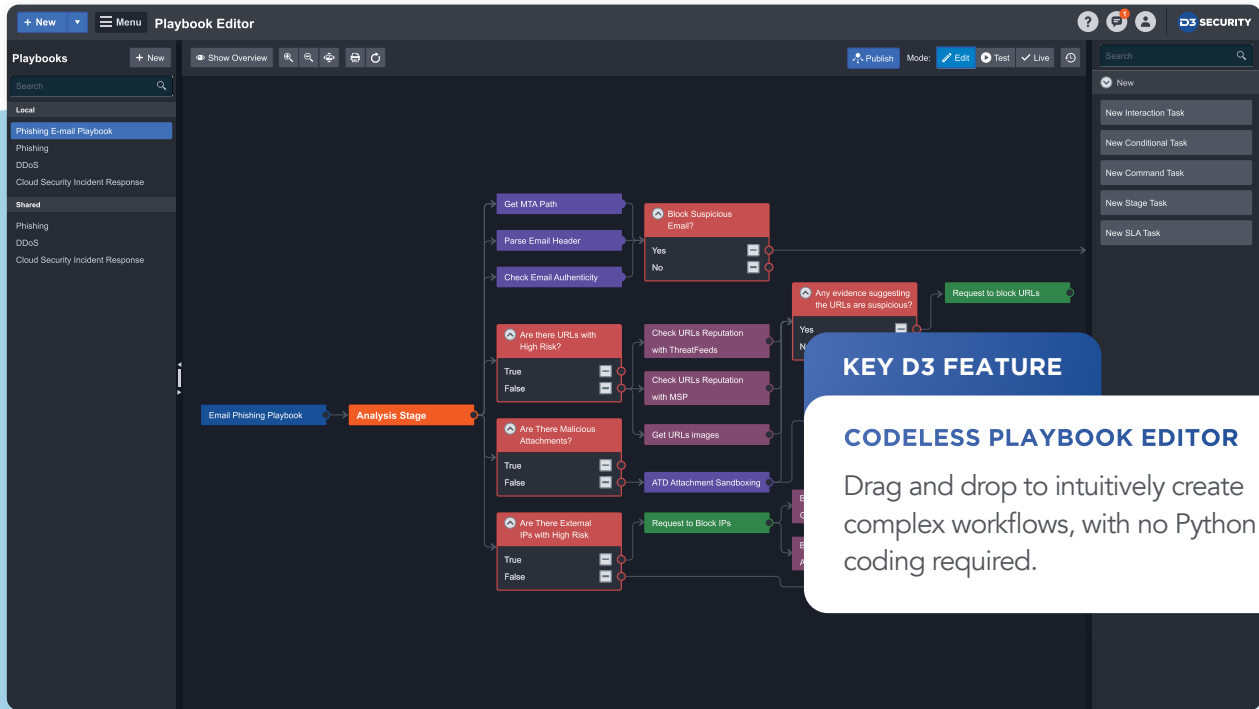 + New
Menu
Playbook Editor
1
D3 SECURITY
Playbooks
+ New
Search
Local
Phishing E-mail Playbook
Phishing
DDoS
Cloud Security Incident Response
Shared
Phishing
DDoS
Cloud Security Incident Response
Show Overview
Publish
Mode:
Edit
Test
Live
Email Phishing Playbook
Analysis Stage
Get MTA Path
Parse Email Header
Check Email Authenticity
Block Suspicious
Email?
Yes
No
Are there URLs with
High Risk?
True
False
Check URLs Reputation
with ThreatFeeds
Check URLs Reputation
with MSP
Get URLs images
Any evidence suggesting
the URLs are suspicious?
Yes
Request to block URLs
Are There Malicious
Attachments?
True
False
ATD Attachment Sandboxing
Are There External
IPs with High Risk
True
False
Request to Block IPs
KEY D3 FEATURE
CODELESS PLAYBOOK EDITOR
Drag and drop to intuitively create
complex workflows, with no Python
coding required.
Search
New
New Interaction Task
New Conditional Task
New Command Task
New Stage Task
New SLA Task